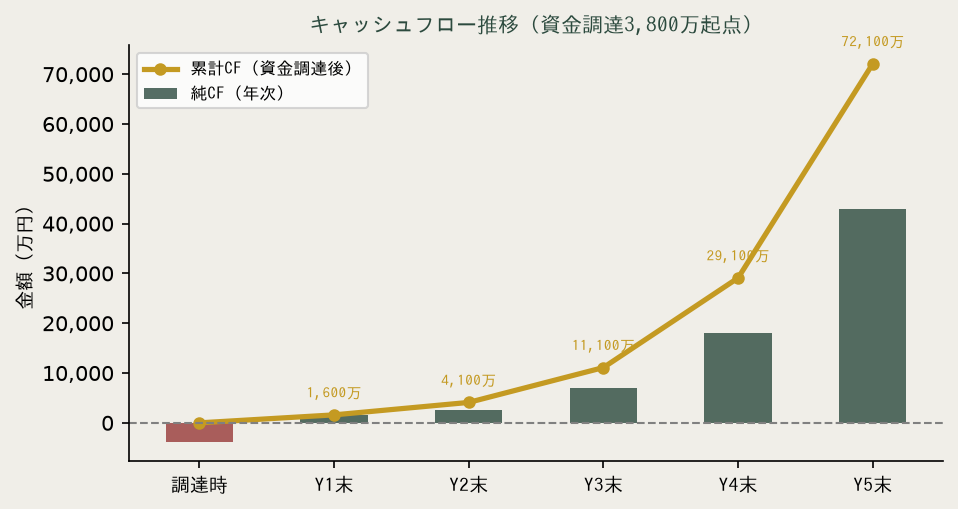 キャッシュフロー推移（資金調達3,800万起点）
累計CF（資金調達後）
純CF（年次）
金額（万円）
70,000
60,000
50,000
40,000
30,000
20,000
10,000
0
1,600万
4,100万
11,100万
29,100万
72,100万
調達時
Y1末
Y2末
Y3末
Y4末
Y5末